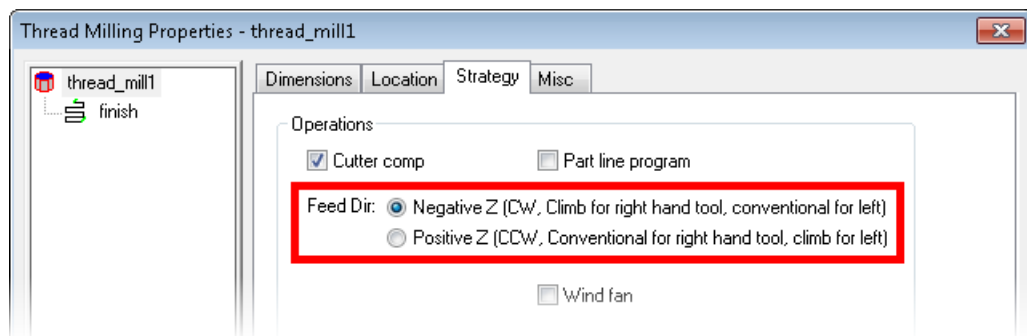 Thread Milling Properties - thread_mill1
thread_mill1
finish
Dimensions Location Strategy Misc
Operations
Cutter comp Part line program
Feed Dir: Negative Z (CW, Climb for right hand tool, conventional for left)
Positive Z (CCW, Conventional for right hand tool, climb for left)
Wind fan